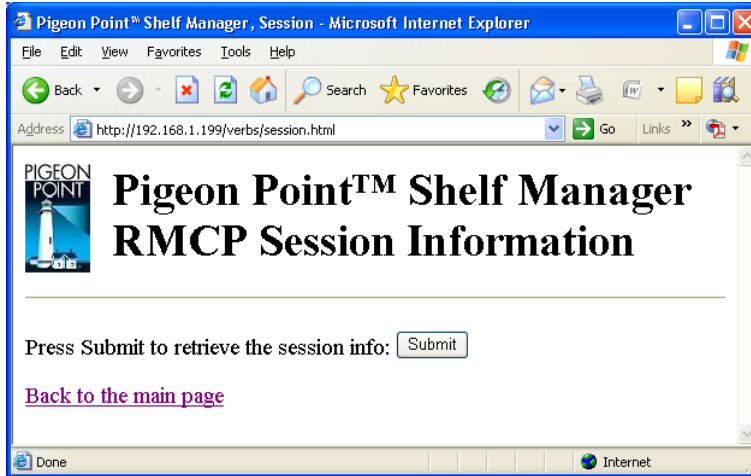 Pigeon Point™ Shelf Manager, Session - Microsoft Internet Explorer
File Edit View Favorites Tools Help
Back Search Favorites
Address http://192.168.1.199/verbs/session.html Go Links »
PIGEON
POINT
Pigeon Point™ Shelf Manager
RMCP Session Information
Press Submit to retrieve the session info: Submit
Back to the main page
Done Internet